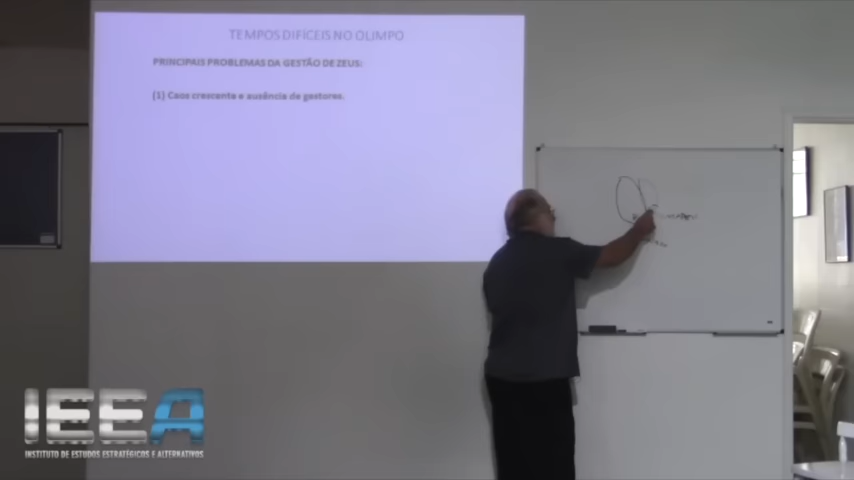 TEMPOS DIFÍCEIS NO OLIMPO
PRINCIPAIS PROBLEMAS DA GESTÃO DE ZEUS:
(1) Caos crescente e ausência de gestores.
IEEA
INSTITUTO DE ESTUDOS ESTRATÉGICOS E ALTERNATIVOS